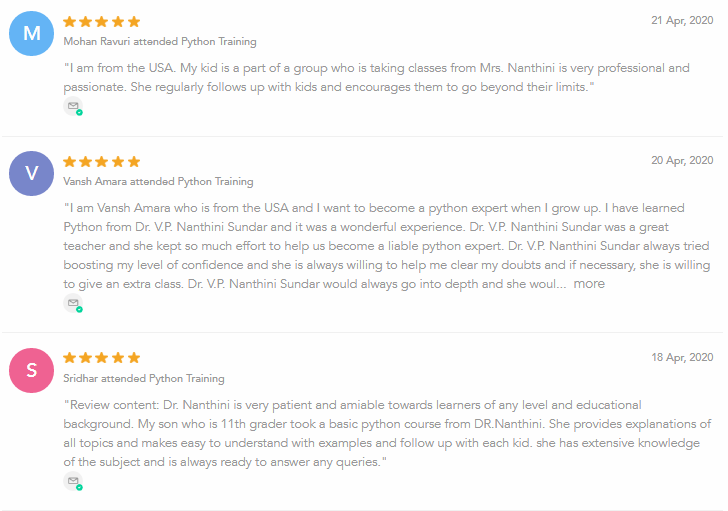 M
21 Apr, 2020
Mohan Ravuri attended Python Training
"I am from the USA. My kid is a part of a group who is taking classes from Mrs. Nanthini is very professional and
passionate. She regularly follows up with kids and encourages them to go beyond their limits."
V
20 Apr, 2020
Vansh Amara attended Python Training
"I am Vansh Amara who is from the USA and I want to become a python expert when I grow up. I have learned
Python from Dr. V.P. Nanthini Sundar and it was a wonderful experience. Dr. V.P. Nanthini Sundar was a great
teacher and she kept so much effort to help us become a liable python expert. Dr. V.P. Nanthini Sundar always tried
boosting my level of confidence and she is always willing to help me clear my doubts and if necessary, she is willing
to give an extra class. Dr. V.P. Nanthini Sundar would always go into depth and she woul... more
S
18 Apr, 2020
Sridhar attended Python Training
"Review content: Dr. Nanthini is very patient and amiable towards learners of any level and educational
background. My son who is 11th grader took a basic python course from DR.Nanthini. She provides explanations of
all topics and makes easy to understand with examples and follow up with each kid. she has extensive knowledge
of the subject and is always ready to answer any queries."